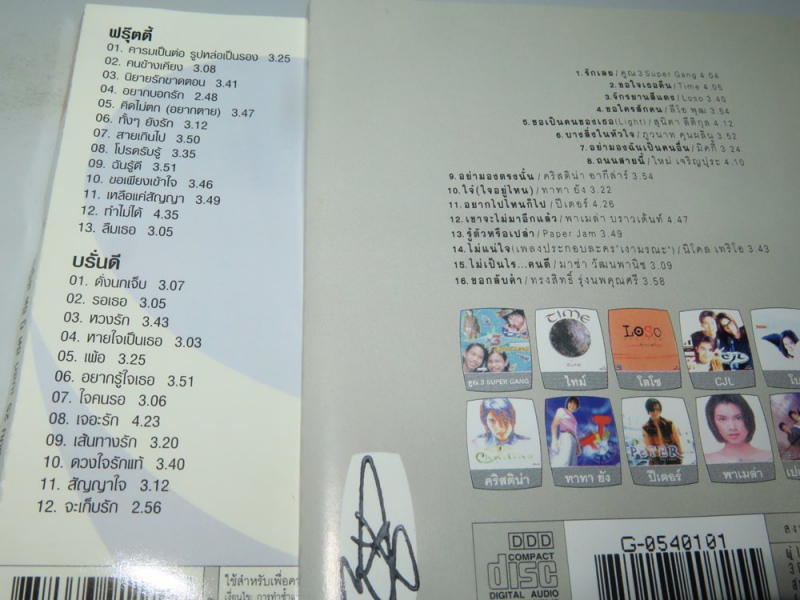 ฟรุ๊ตตี้
01. คารมเป็นต่อ รูปหล่อเป็นรอง 3.25
02. คนข้างเคียง 3.08
03. นิยายรักขาดตอน 3.41
04. อยากบอกรัก 2.48
05. คิดไม่ตก (อยากตาย) 3.47
06. ทั้งๆ ยังรัก 3.12
07. สายเกินไป 3.50
08. โปรดรับรู้ 3.35
09. ฉันรู้ดี 3.51
10. ขอเพียงเข้าใจ 3.46
11. เหลือแค่สัญญา 3.49
12. ทำไม่ได้ 4.35
13. ลืมเธอ 3.05
บรั่นดี
01. ดั่งนกเจ็บ 3.07
02. รอเธอ 3.05
03. ห่วงรัก 3.43
04. หายใจเป็นเธอ 3.03
05. เพ้อ 3.25
06. อยากรู้ใจเธอ 3.51
07. ใจคนรอ 3.06
08. เจอะรัก 4.23
09. เส้นทางรัก 3.20
10. ดวงใจรักแท้ 3.40
11. สัญญาใจ 3.12
12. จะเก็บรัก 2.56
ใช้สำหรับเพื่อคว
1.รักเลย/คูณ3 Super Gang 4.04
2.ขอใจเธอคืน/Time 4.06
3.จักรยานสีแดง/Loso 3.40
4.ขอใครสักคน/ลีโอ พุฒ 3.54
5.ขอเป็นคนของเธอ(Light)/สุนิตา ลีติกุล 4.12
6.บางสิ่งในหัวใจ/ภูวนาท คุนผลิน 3.52
7.อย่ามองฉันเป็นคนอื่น/มิคกี้ 3.24
8.ถนนสายนี้/ใหม่ เจริญปุระ 4.10
9.อย่ามองตรงนั้น/คริสติน่า อากีล่าร์ 3.54
10.ใจ๋(ใจอยู่ไหน)/ทาทา ยัง 3.22
11.อยากไปไหนก็ไป/ปีเตอร์ 4.26
12.เขาจะไม่มาอีกแล้ว/พาเมล่า บราวเด้นท์ 4.47
13.รู้ตัวหรือเปล่า/Paper Jam 3.49
14.ไม่แน่ใจ(เพลงประกอบละคร"เงามรณะ")/นิโคล เทริโอ 3.43
15.ไม่เป็นไร...คนดี/มาช่า วัฒนพานิช 3.09
16.ขอกลับคำ/ทรงสิทธิ์ รุ่งนพคุณศรี 3.58
TIME
LOSO
คูณ3 SUPER GANG
ไทม์
โลโซ
CJL
Christina
PETER
คริสติน่า
ทาทา ยัง
ปีเตอร์
พาเมล่า
DDD
COMPACT
disc
DIGITAL AUDIO
G-0540101